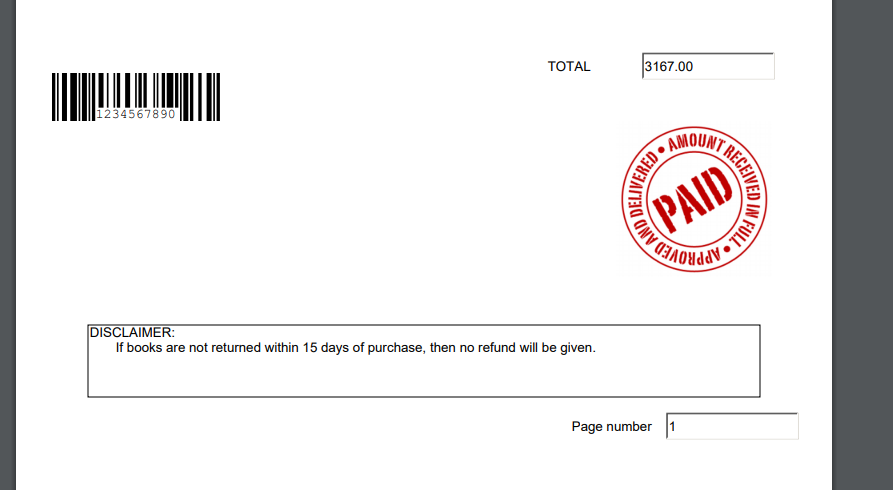 TOTAL 3167.00
1234567890
AMOUNT RECEIVED IN FULL • APPROVED AND DELIVERED •
PAID
DISCLAIMER:
If books are not returned within 15 days of purchase, then no refund will be given.
Page number 1